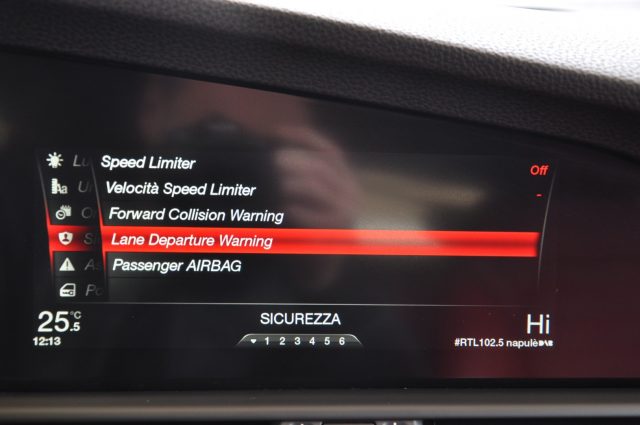 Speed Limiter Off
Velocità Speed Limiter -
Forward Collision Warning
Lane Departure Warning
Passenger AIRBAG
25.5 °C
SICUREZZA
Hi
12:13
1 2 3 4 5 6
#RTL102.5 napulè DAB